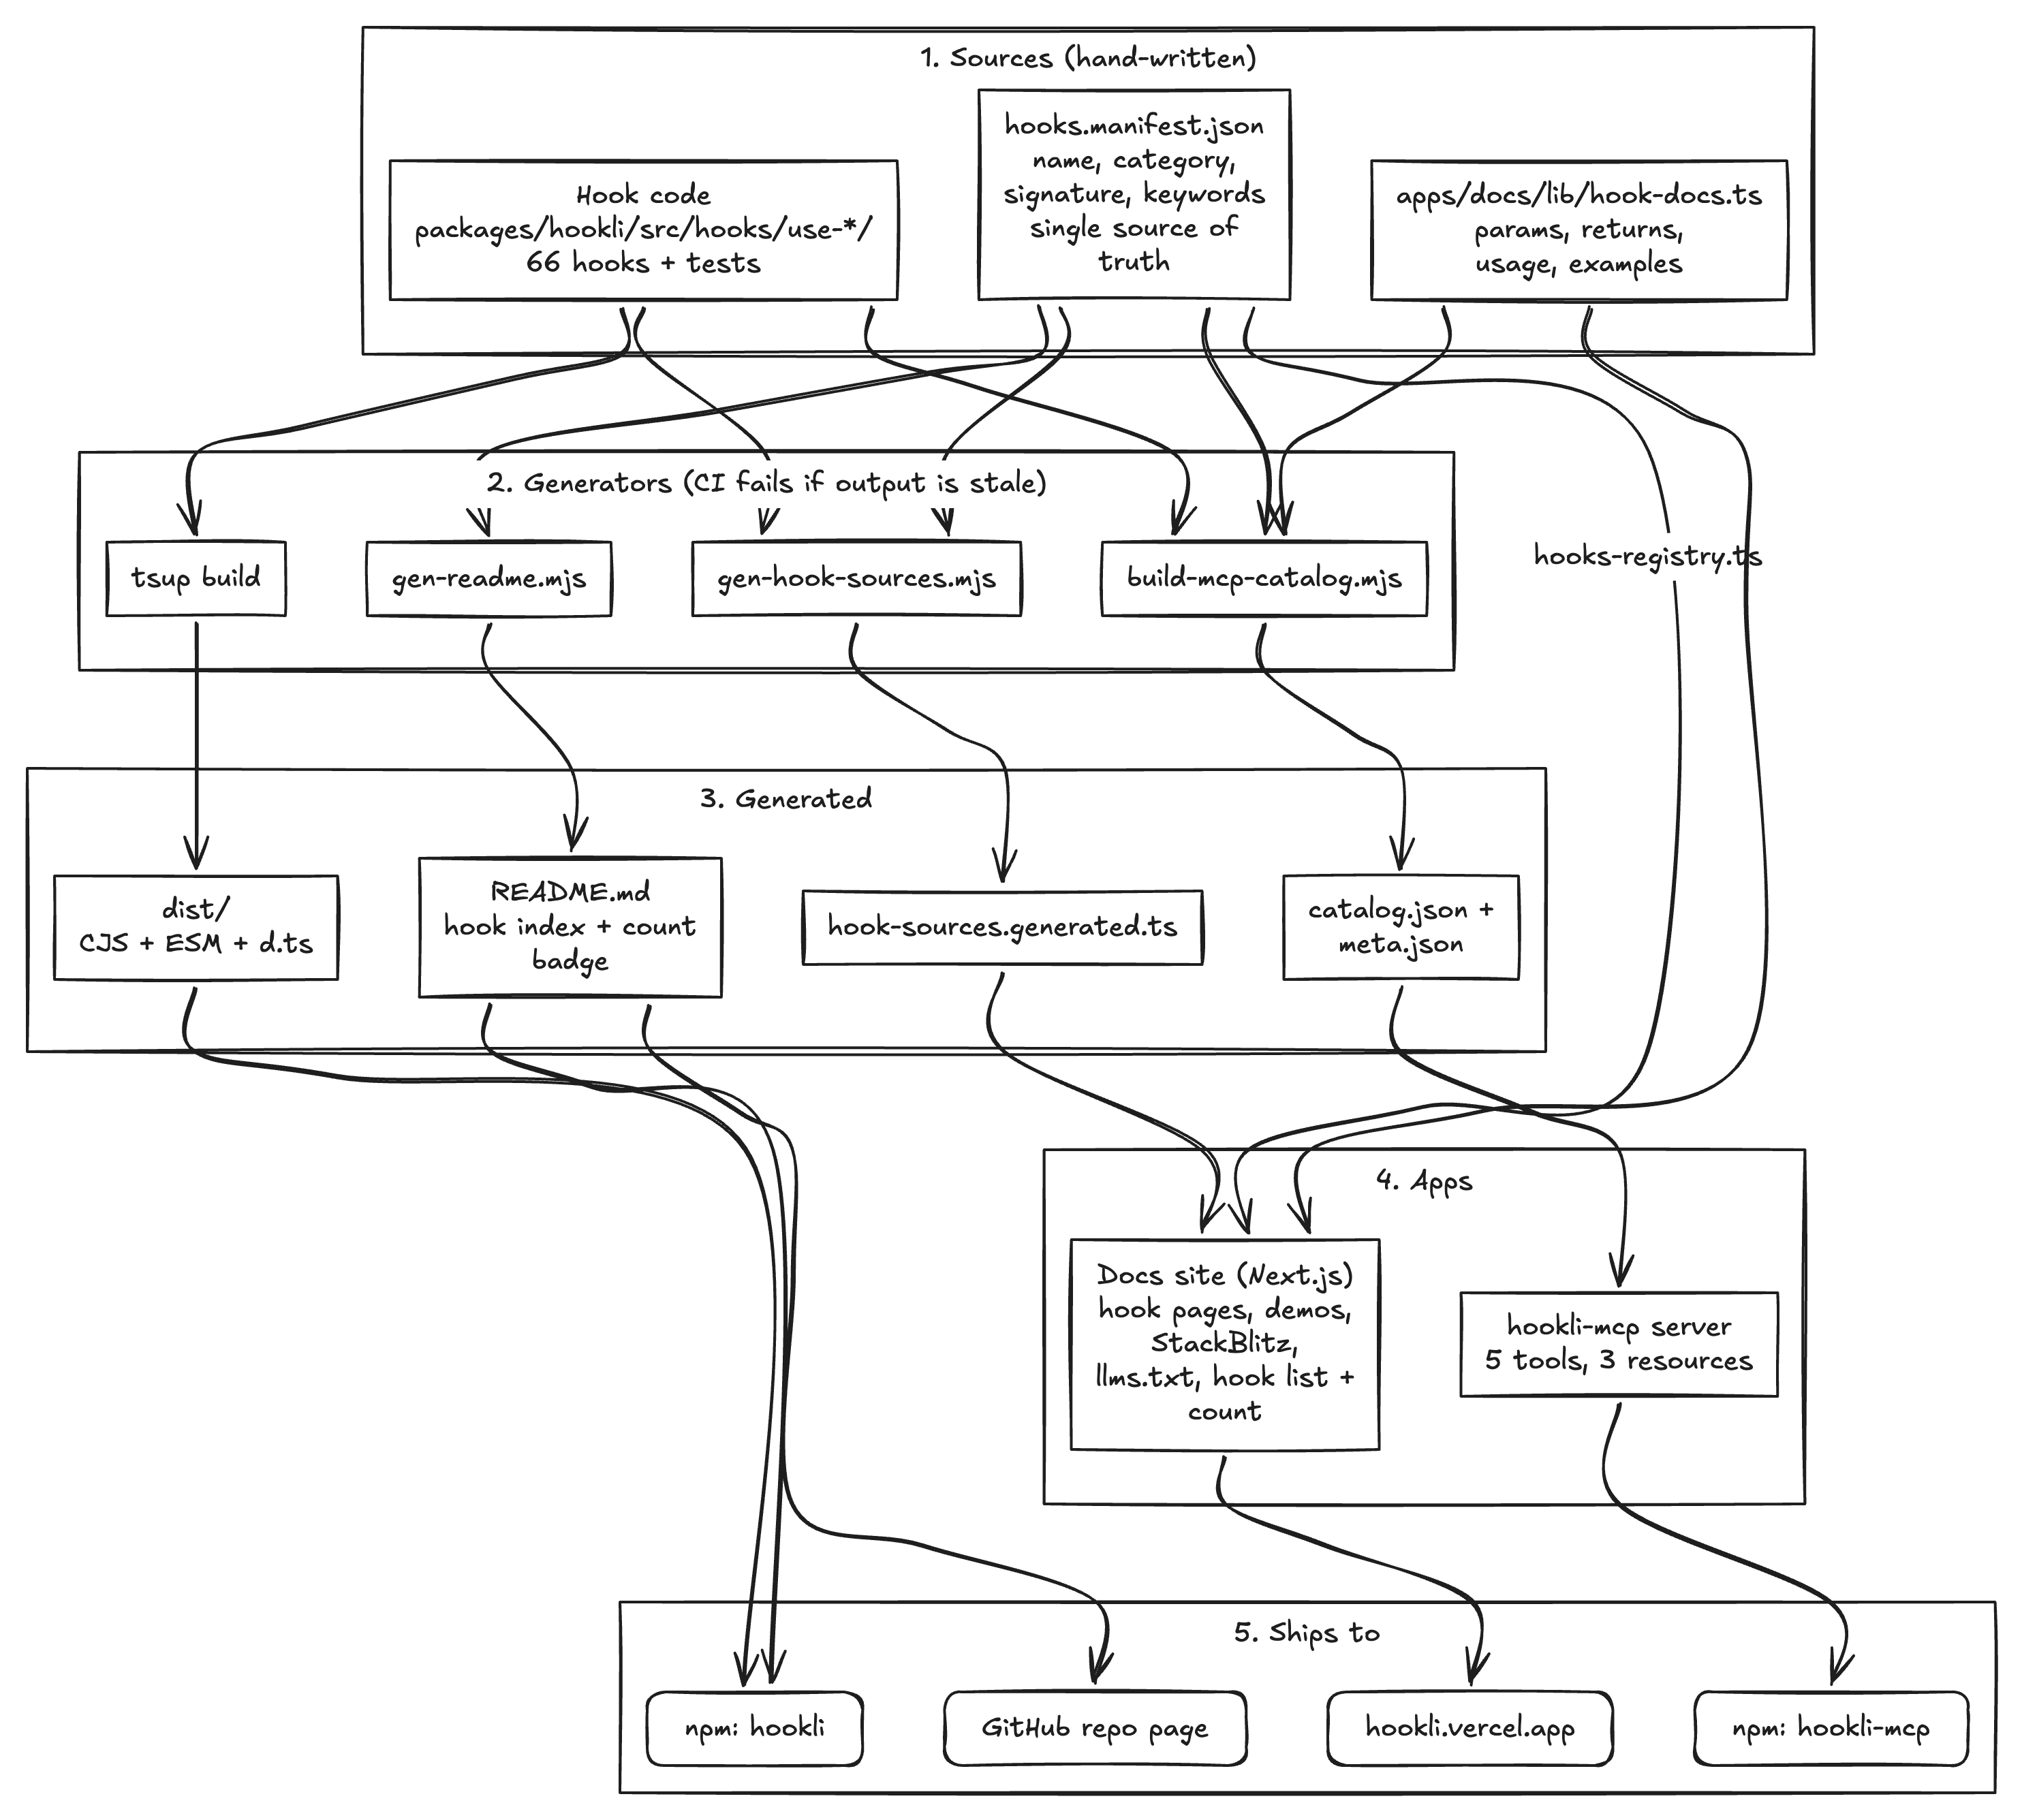 1. Sources (hand-written)
Hook code
packages/hookli/src/hooks/use-*/
66 hooks + tests
hooks.manifest.json
name, category,
signature, keywords
single source of
truth
apps/docs/lib/hook-docs.ts
params, returns,
usage, examples
2. Generators (CI fails if output is stale)
tsup build
gen-readme.mjs
gen-hook-sources.mjs
build-mcp-catalog.mjs
hooks-registry.ts
3. Generated
dist/
CJS + ESM + d.ts
README.md
hook index + count
badge
hook-sources.generated.ts
catalog.json +
meta.json
4. Apps
Docs site (Next.js)
hook pages, demos,
StackBlitz,
llms.txt, hook list +
count
hookli-mcp server
5 tools, 3 resources
5. Ships to
npm: hookli
GitHub repo page
hookli.vercel.app
npm: hookli-mcp